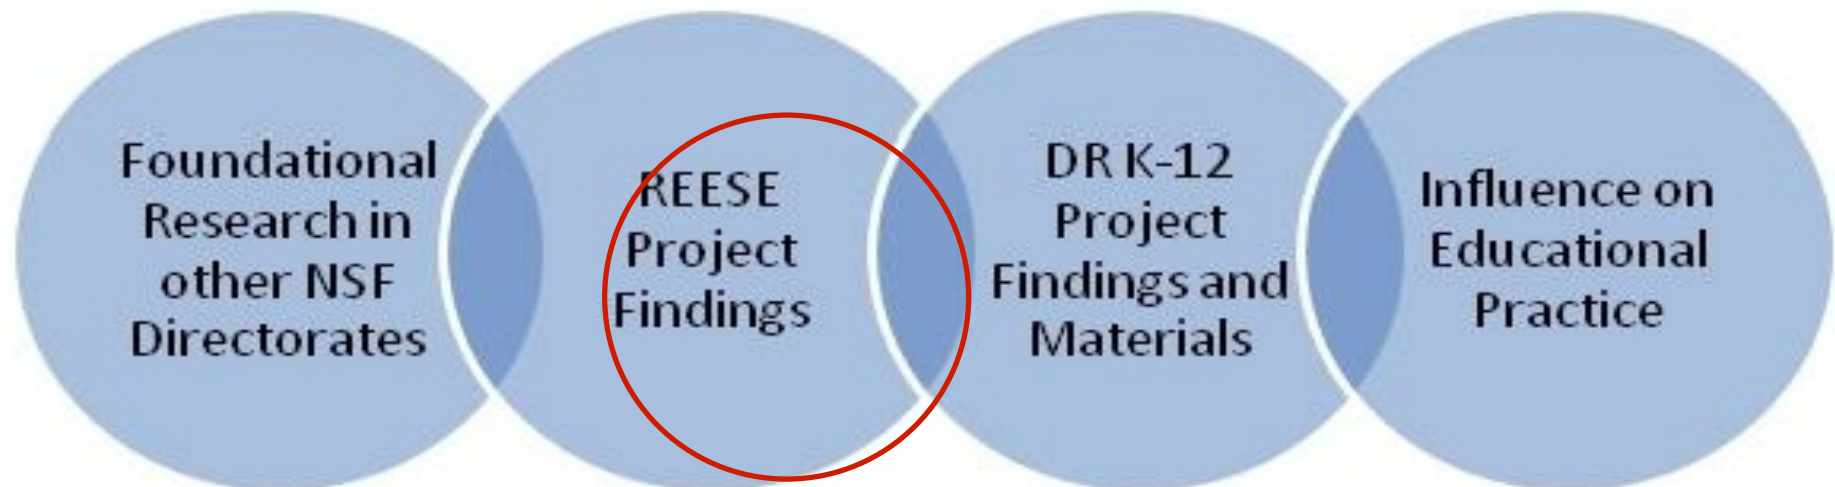 Foundational
Research in
other NSF
Directorates
REESE
Project
Findings
DR K-12
Project
Findings and
Materials
Influence on
Educational
Practice